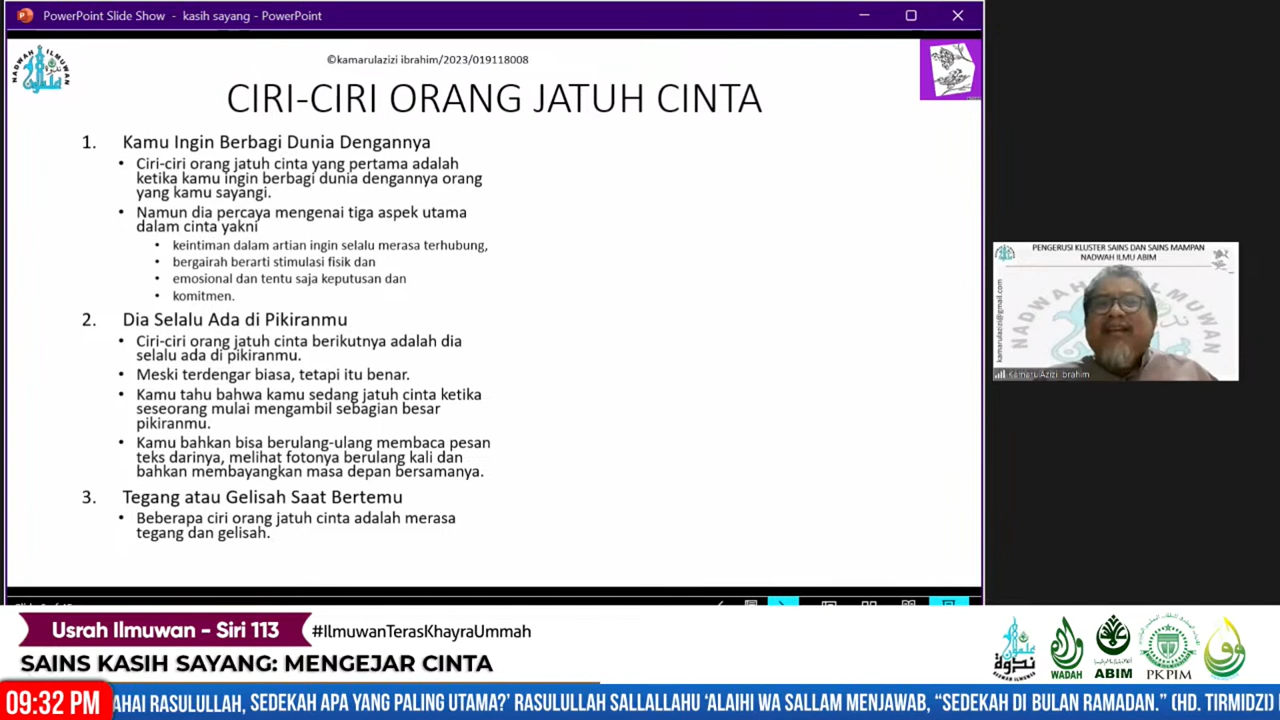 PowerPoint Slide Show - kasih sayang - PowerPoint
NADWAH ILMUWAN
©kamarulazizi ibrahim/2023/019118008
CIRI-CIRI ORANG JATUH CINTA
1. Kamu Ingin Berbagi Dunia Dengannya
• Ciri-ciri orang jatuh cinta yang pertama adalah
ketika kamu ingin berbagi dunia dengannya orang
yang kamu sayangi.
• Namun dia percaya mengenai tiga aspek utama
dalam cinta yakni
• keintiman dalam artian ingin selalu merasa terhubung,
• bergairah berarti stimulasi fisik dan
• emosional dan tentu saja keputusan dan
• komitmen.
2. Dia Selalu Ada di Pikiranmu
• Ciri-ciri orang jatuh cinta berikutnya adalah dia
selalu ada di pikiranmu.
• Meski terdengar biasa, tetapi itu benar.
• Kamu tahu bahwa kamu sedang jatuh cinta ketika
seseorang mulai mengambil sebagian besar
pikiranmu.
• Kamu bahkan bisa berulang-ulang membaca pesan
teks darinya, melihat fotonya berulang kali dan
bahkan membayangkan masa depan bersamanya.
3. Tegang atau Gelisah Saat Bertemu
• Beberapa ciri orang jatuh cinta adalah merasa
tegang dan gelisah.
PENGERUSI KLUSTER SAINS DAN SAINS MAMPAN
NADWAH ILMU ABIM
kamarulazizi@gmail.com
NADWAH ILMUWAN
KamarulAzizi Ibrahim
Usrah Ilmuwan - Siri 113
#IlmuwanTerasKhayraUmmah
SAINS KASIH SAYANG: MENGEJAR CINTA
WADAH
ABIM
PKPIM
09:32 PM
AHAI RASULULLAH, SEDEKAH APA YANG PALING UTAMA?’ RASULULLAH SALLALLAHU ‘ALAIHI WA SALLAM MENJAWAB, “SEDEKAH DI BULAN RAMADAN.” (HD. TIRMIDZI)